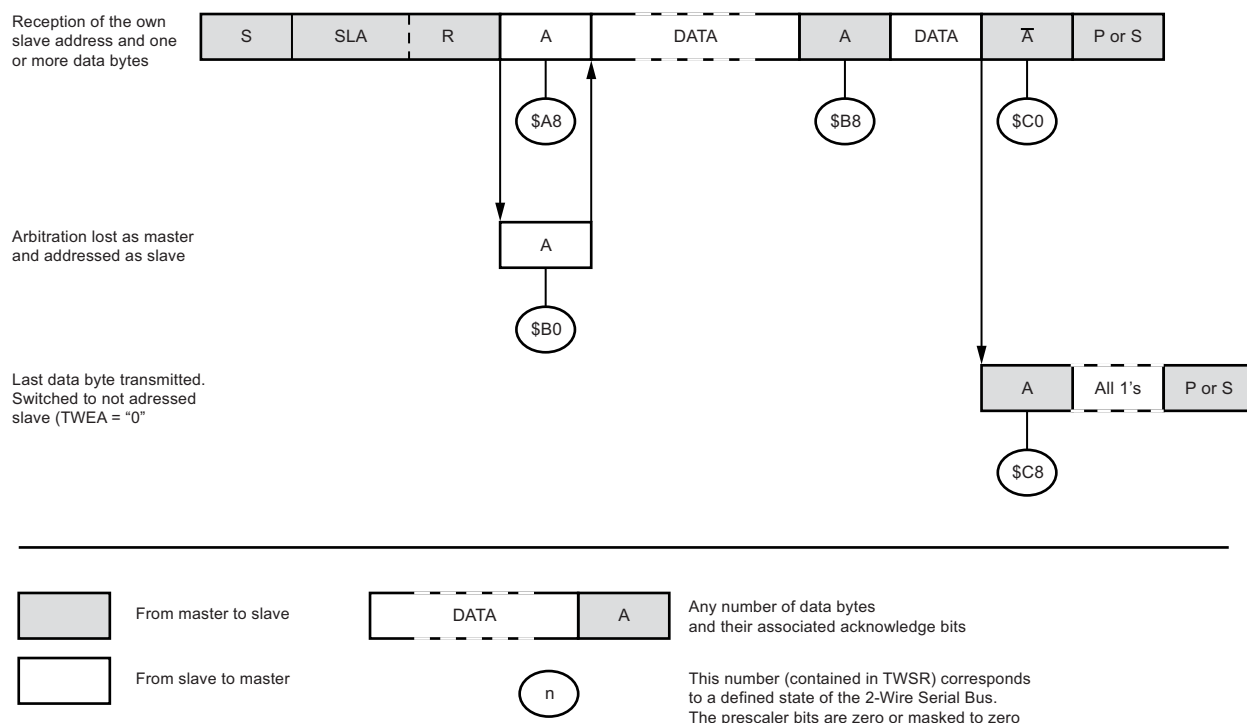 Reception of the own
slave address and one
or more data bytes
S SLA R A DATA A DATA A̅ P or S
$A8 $B8 $C0
Arbitration lost as master
and addressed as slave
A
$B0
Last data byte transmitted.
Switched to not adressed
slave (TWEA = “0”
A All 1's P or S
$C8
From master to slave
DATA A
Any number of data bytes
and their associated acknowledge bits
From slave to master
n
This number (contained in TWSR) corresponds
to a defined state of the 2-Wire Serial Bus.
The prescaler bits are zero or masked to zero